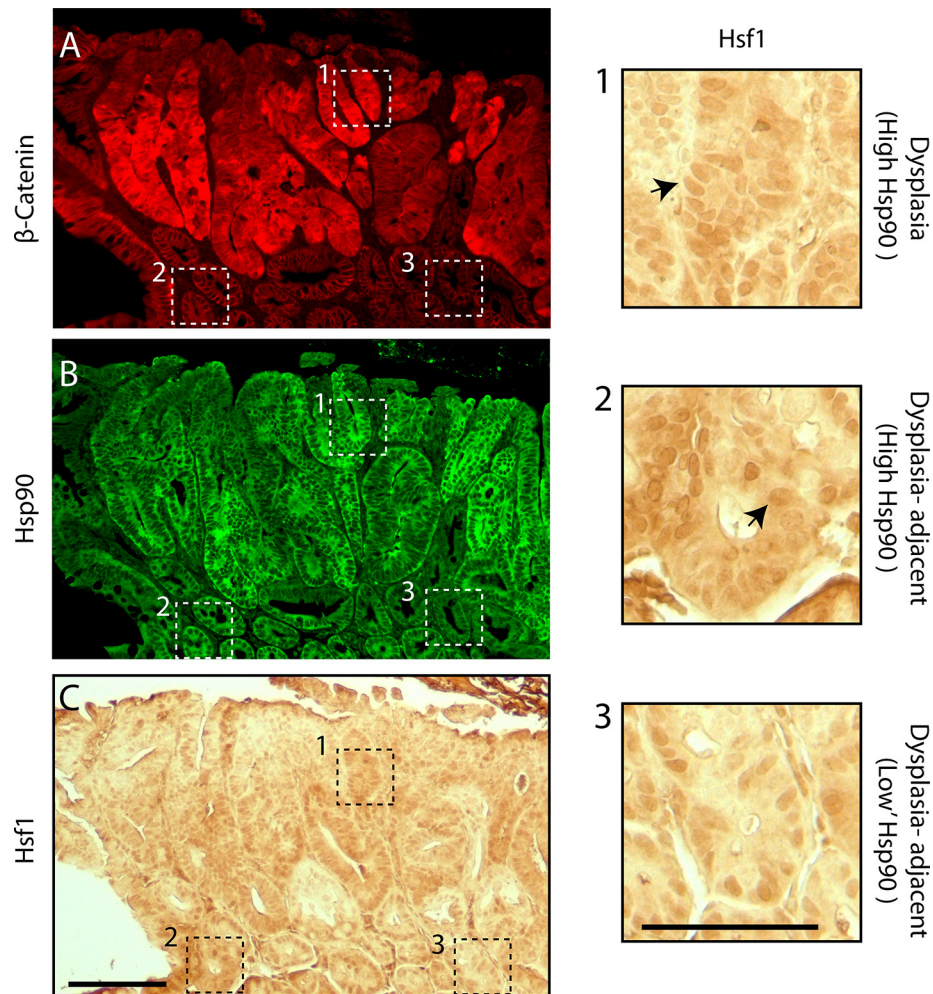 A
β-Catenin
1
2
3
B
Hsp90
1
2
3
C
Hsf1
1
2
3
Hsf1
1
Dysplasia
(High Hsp90 )
2
Dysplasia- adjacent
(High Hsp90 )
3
Dysplasia- adjacent
(Low’ Hsp90 )